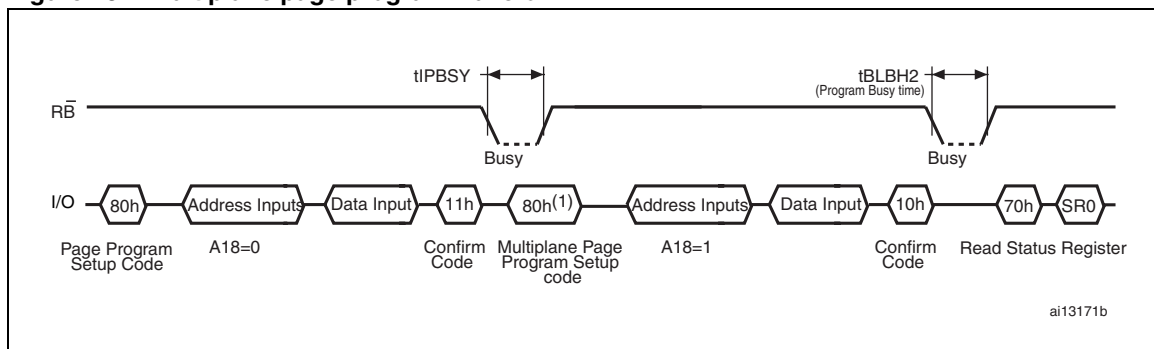 tIPBSY
tBLBH2
(Program Busy time)
RB
Busy
Busy
I/O
80h
Address Inputs
Data Input
11h
80h(1)
Address Inputs
Data Input
10h
70h
SR0
Page Program
Setup Code
A18=0
Confirm
Code
Multiplane Page
Program Setup
code
A18=1
Confirm
Code
Read Status Register
ai13171b